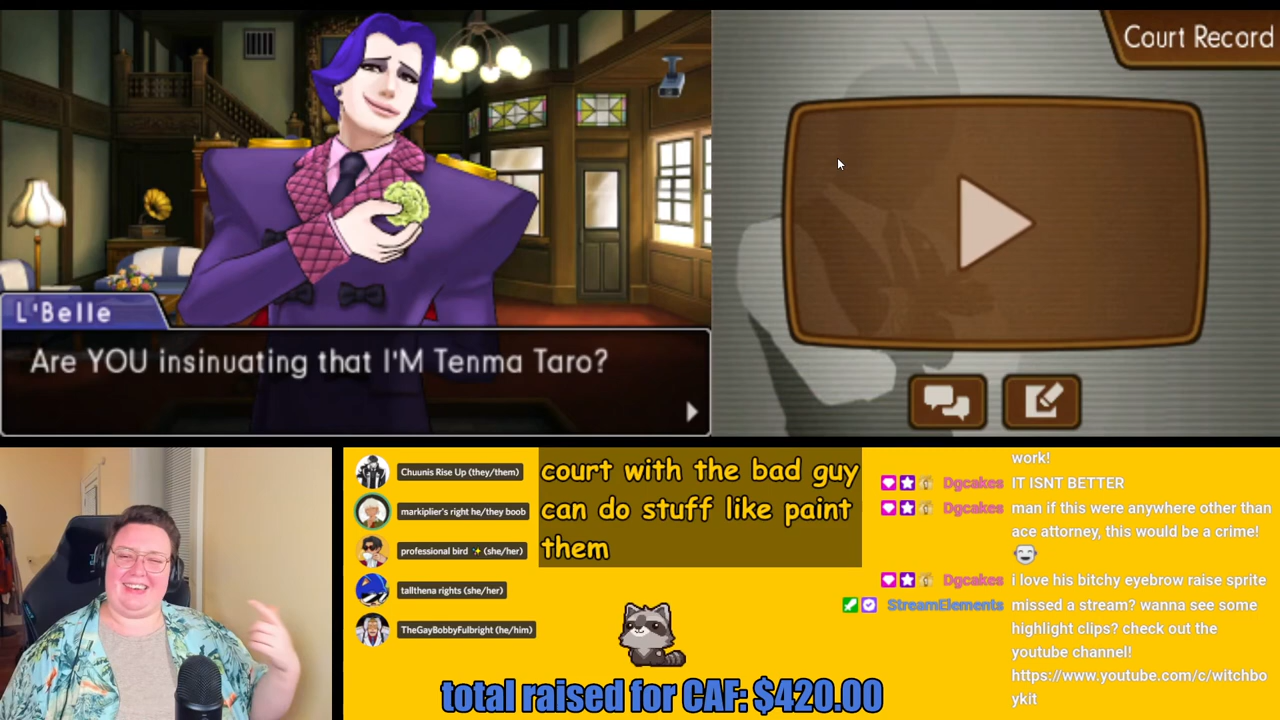 Court Record
L'Belle
Are YOU insinuating that I'M Tenma Taro?
Chuunis Rise Up (they/them)
markiplier's right he/they boob
professional bird ✨ (she/her)
tallthena rights (she/her)
TheGayBobbyFulbright (he/him)
court with the bad guy
can do stuff like paint
them
total raised for CAF: $420.00
work!
Dgcakes IT ISNT BETTER
Dgcakes man if this were anywhere other than
ace attorney, this would be a crime!
Dgcakes i love his bitchy eyebrow raise sprite
StreamElements missed a stream? wanna see some
highlight clips? check out the
youtube channel!
https://www.youtube.com/c/witchbo
ykit